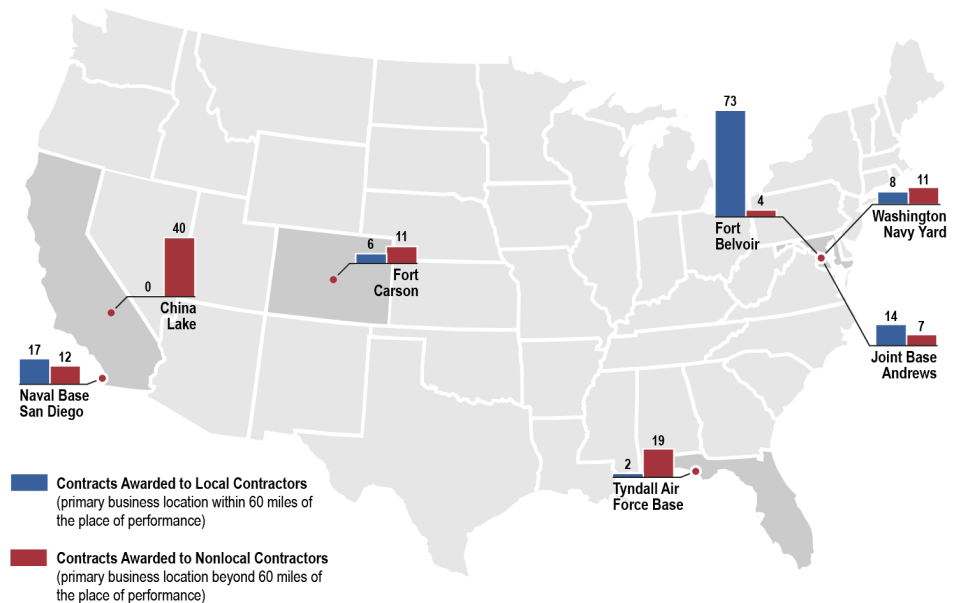 73
4
Fort
Belvoir
8 11
Washington
Navy Yard
40
0
China
Lake
6 11
Fort
Carson
14 7
Joint Base
Andrews
17 12
Naval Base
San Diego
19
2
Tyndall Air
Force Base
Contracts Awarded to Local Contractors
(primary business location within 60 miles of
the place of performance)
Contracts Awarded to Nonlocal Contractors
(primary business location beyond 60 miles of
the place of performance)